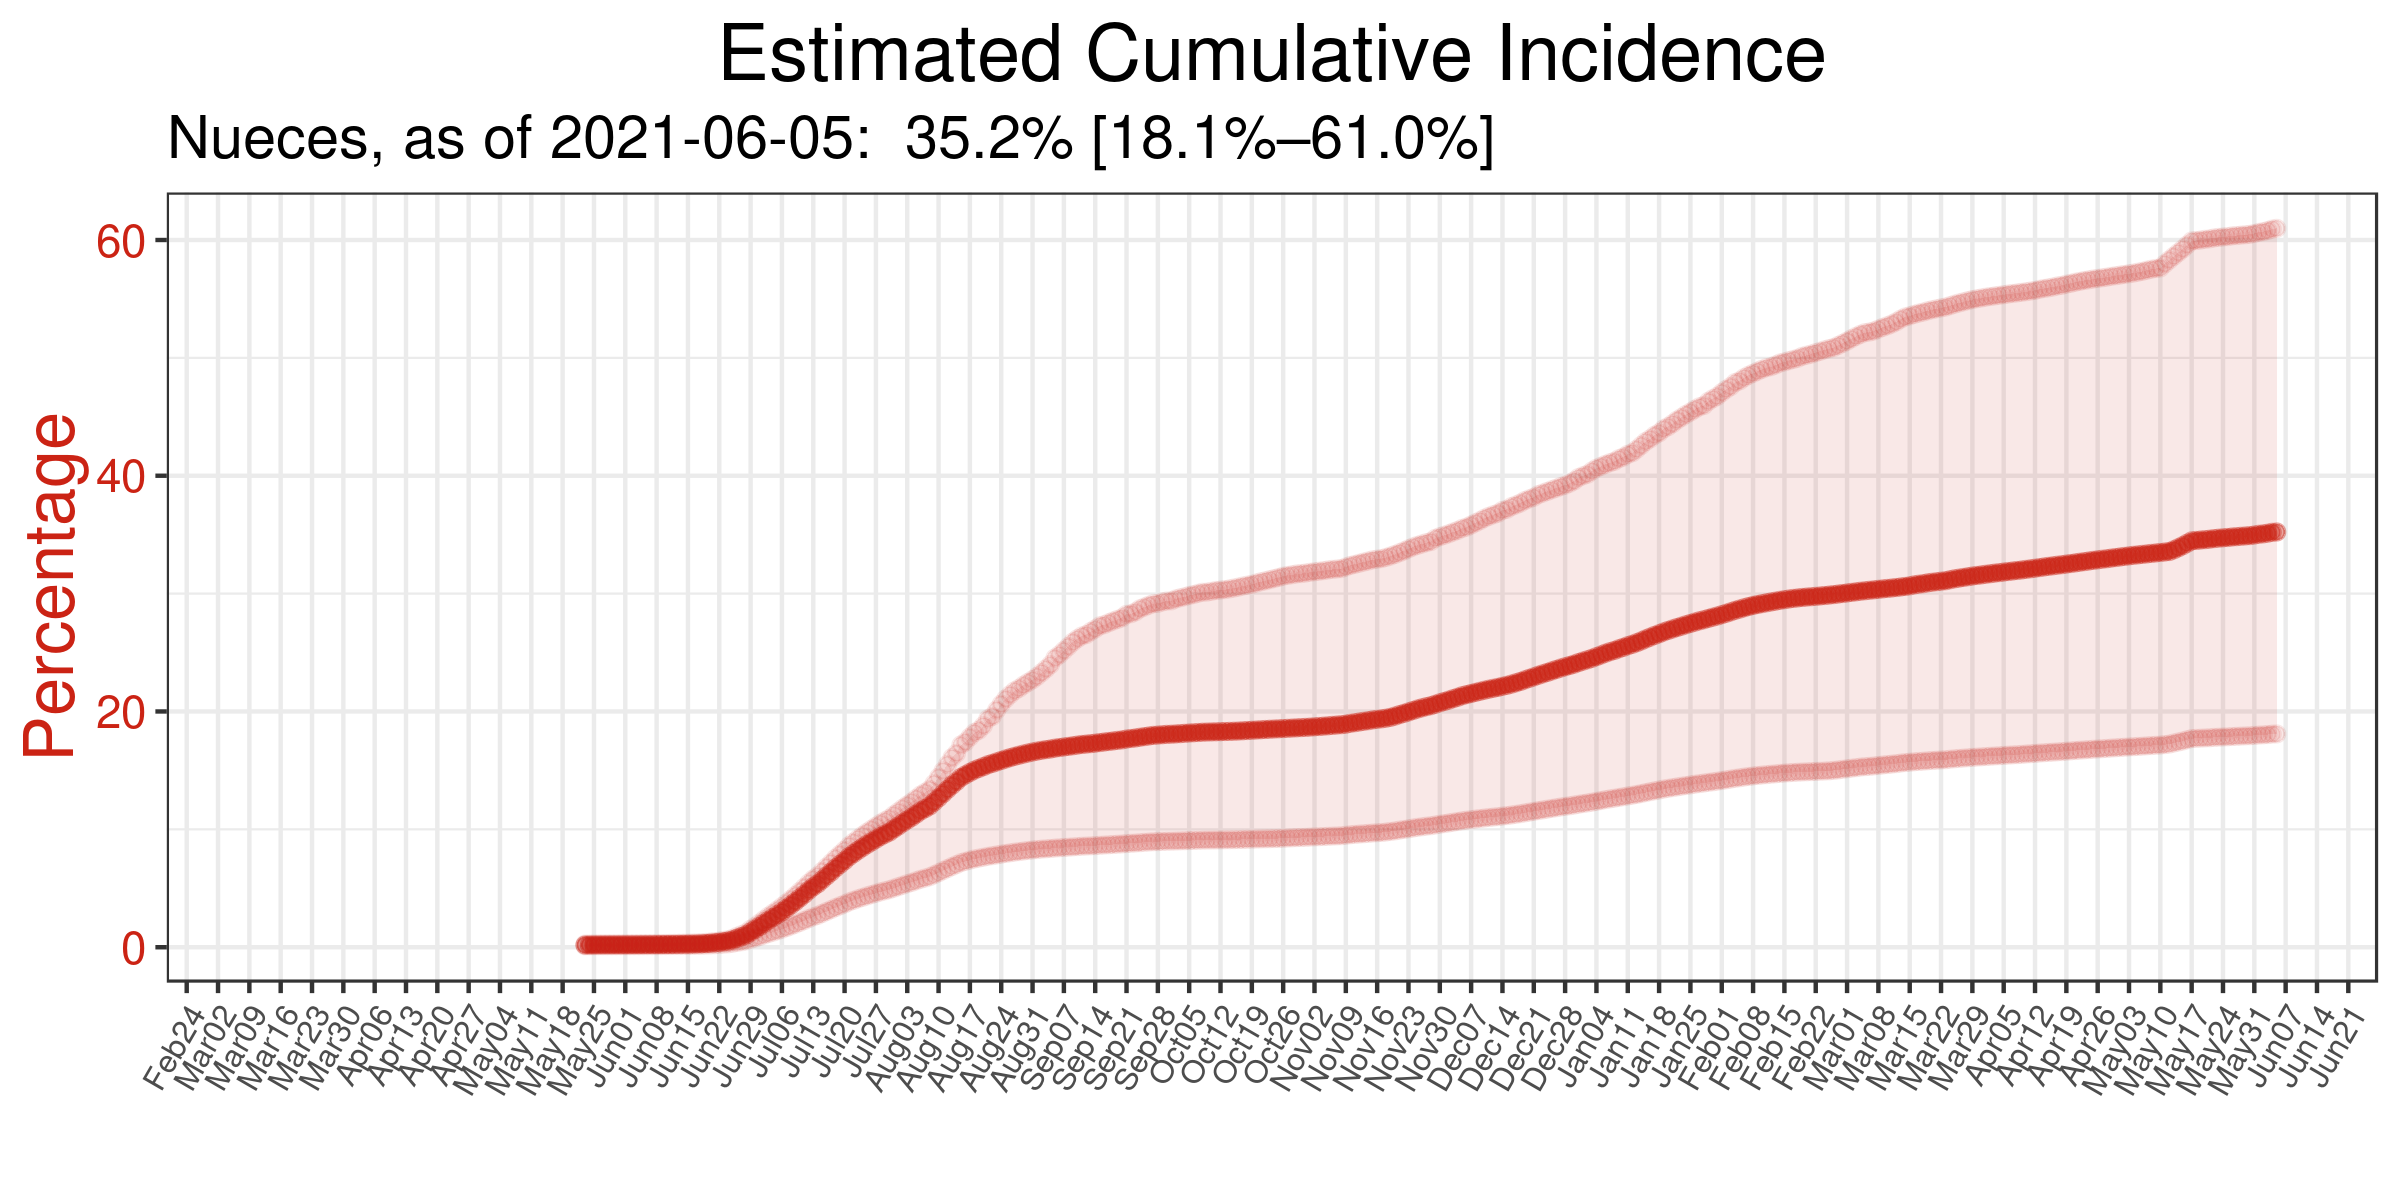 Estimated Cumulative Incidence
Nueces, as of 2021-06-05:  35.2% [18.1%–61.0%]
Percentage
60
40
20
0
Feb24
Mar02
Mar09
Mar16
Mar23
Mar30
Apr06
Apr13
Apr20
Apr27
May04
May11
May18
May25
Jun01
Jun08
Jun15
Jun22
Jun29
Jul06
Jul13
Jul20
Jul27
Aug03
Aug10
Aug17
Aug24
Aug31
Sep07
Sep14
Sep21
Sep28
Oct05
Oct12
Oct19
Oct26
Nov02
Nov09
Nov16
Nov23
Nov30
Dec07
Dec14
Dec21
Dec28
Jan04
Jan11
Jan18
Jan25
Feb01
Feb08
Feb15
Feb22
Mar01
Mar08
Mar15
Mar22
Mar29
Apr05
Apr12
Apr19
Apr26
May03
May10
May17
May24
May31
Jun07
Jun14
Jun21